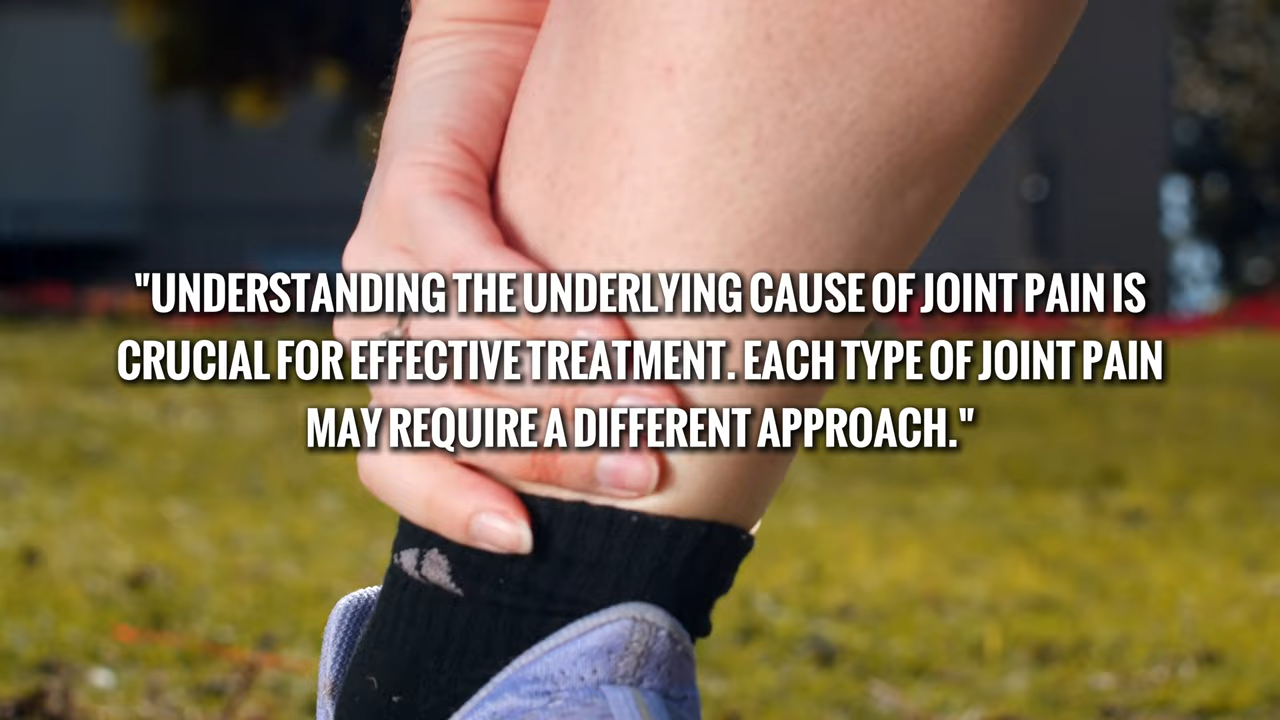 "UNDERSTANDING THE UNDERLYING CAUSE OF JOINT PAIN IS
CRUCIAL FOR EFFECTIVE TREATMENT. EACH TYPE OF JOINT PAIN
MAY REQUIRE A DIFFERENT APPROACH."